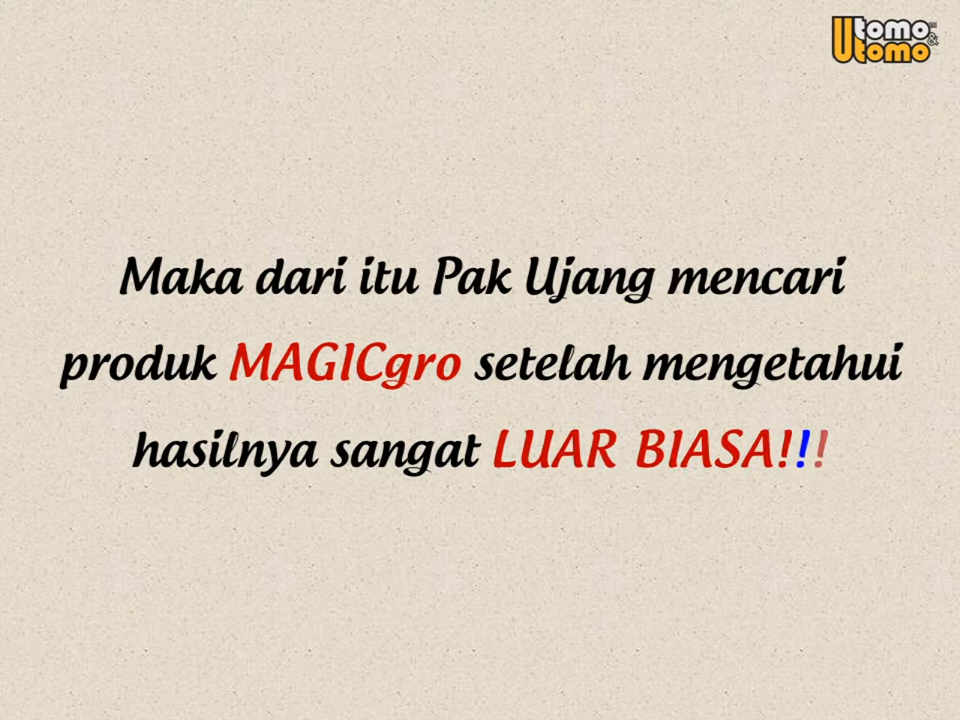 Utomo &
Utomo
Maka dari itu Pak Ujang mencari
produk MAGICgro setelah mengetahui
hasilnya sangat LUAR BIASA!!!